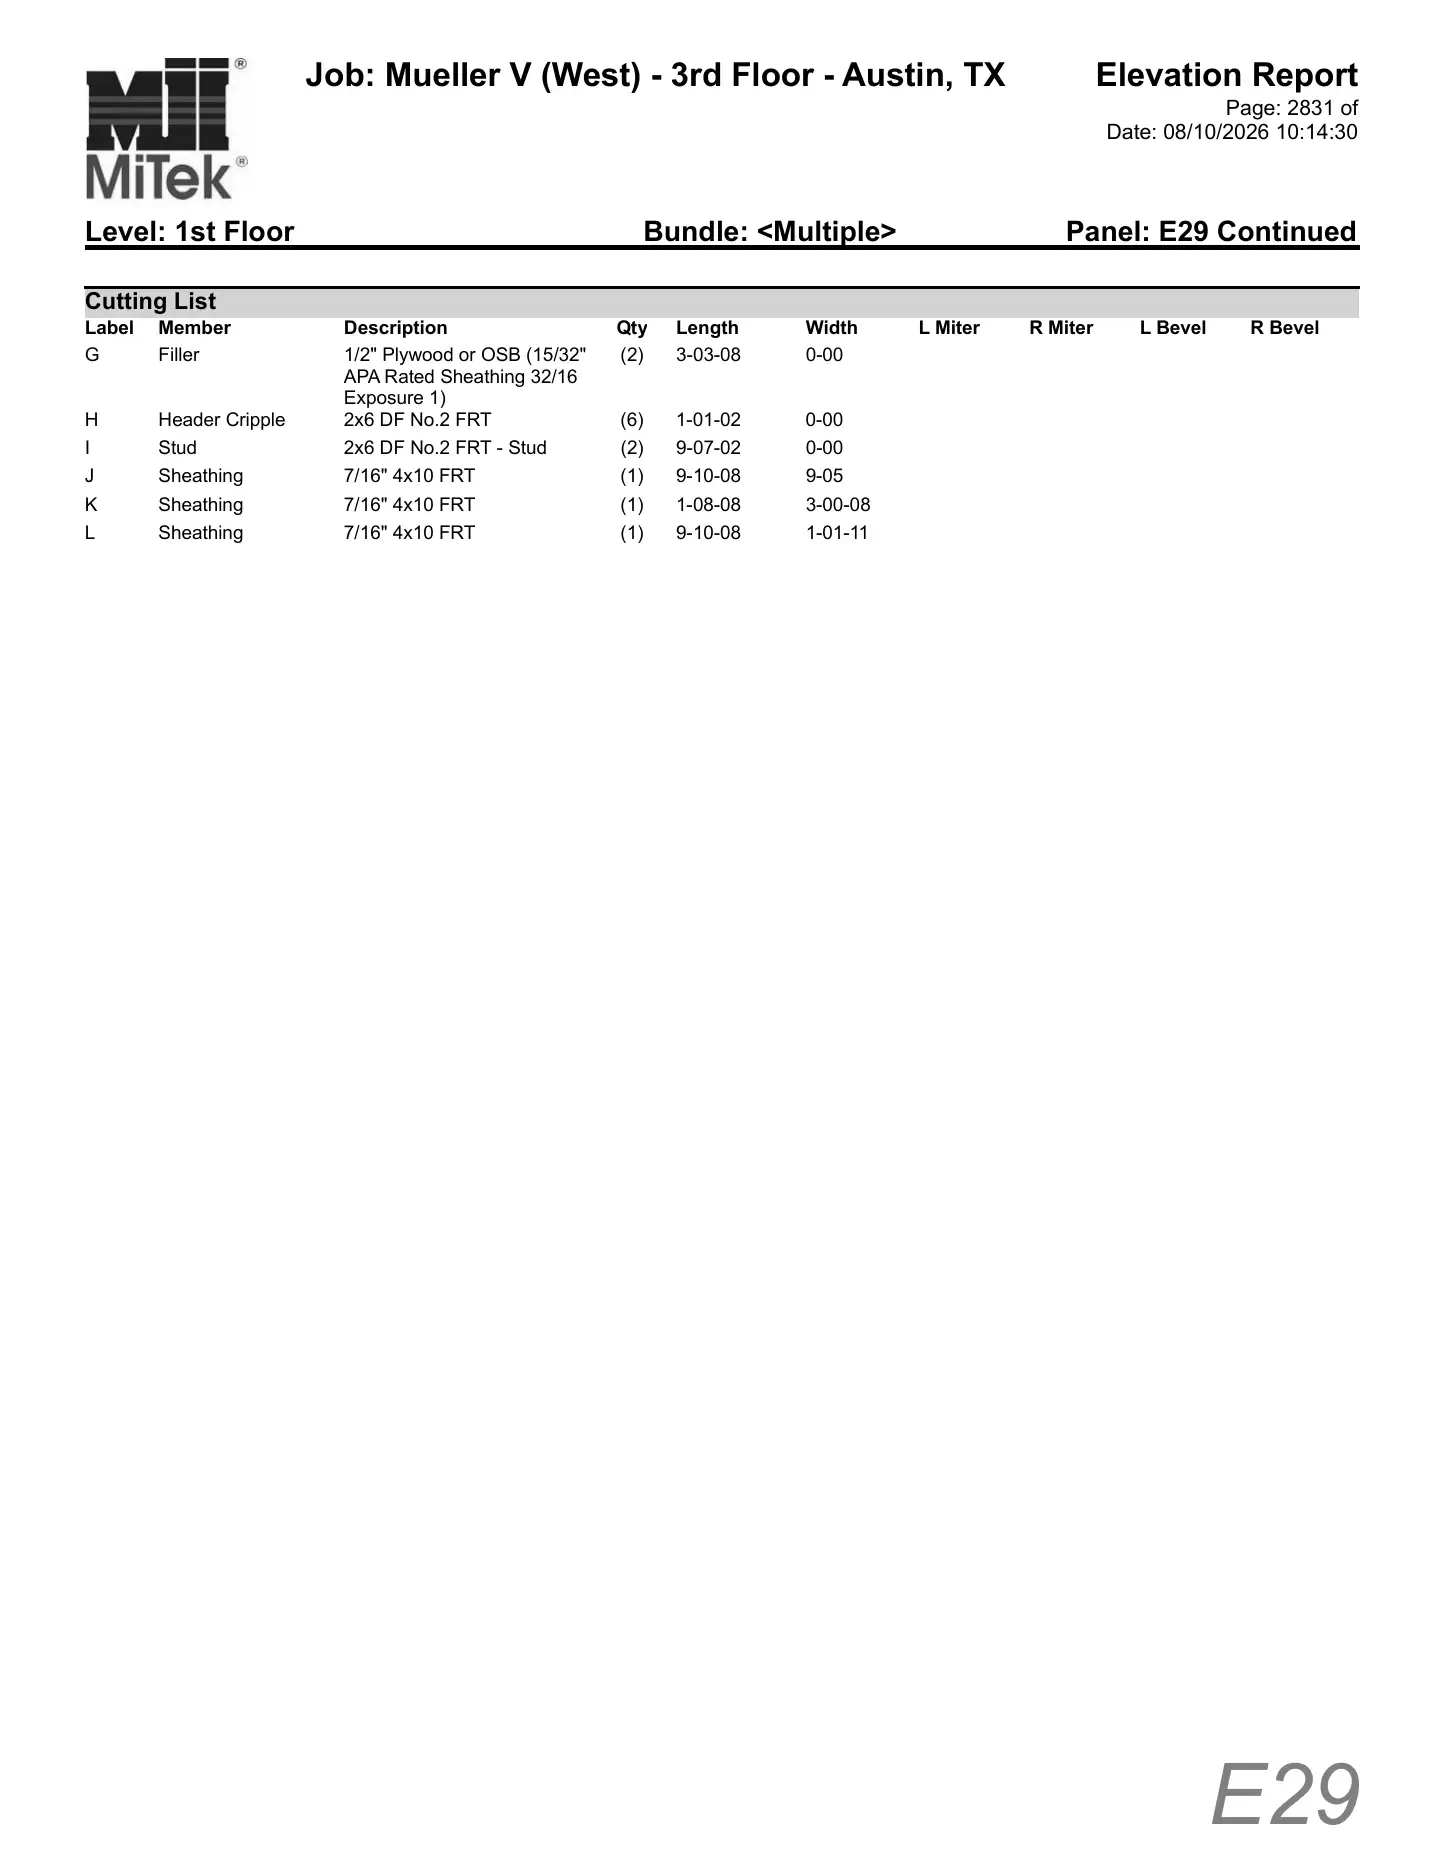 MiTek®
®
Job: Mueller V (West) - 3rd Floor - Austin, TX
Elevation Report
Page: 2831 of
Date: 08/10/2026 10:14:30
Level: 1st Floor Bundle: <Multiple> Panel: E29 Continued
Cutting List
Label Member Description Qty Length Width L Miter R Miter L Bevel R Bevel
G Filler 1/2" Plywood or OSB (15/32" (2) 3-03-08 0-00
APA Rated Sheathing 32/16
Exposure 1)
H Header Cripple 2x6 DF No.2 FRT (6) 1-01-02 0-00
I Stud 2x6 DF No.2 FRT - Stud (2) 9-07-02 0-00
J Sheathing 7/16" 4x10 FRT (1) 9-10-08 9-05
K Sheathing 7/16" 4x10 FRT (1) 1-08-08 3-00-08
L Sheathing 7/16" 4x10 FRT (1) 9-10-08 1-01-11
E29